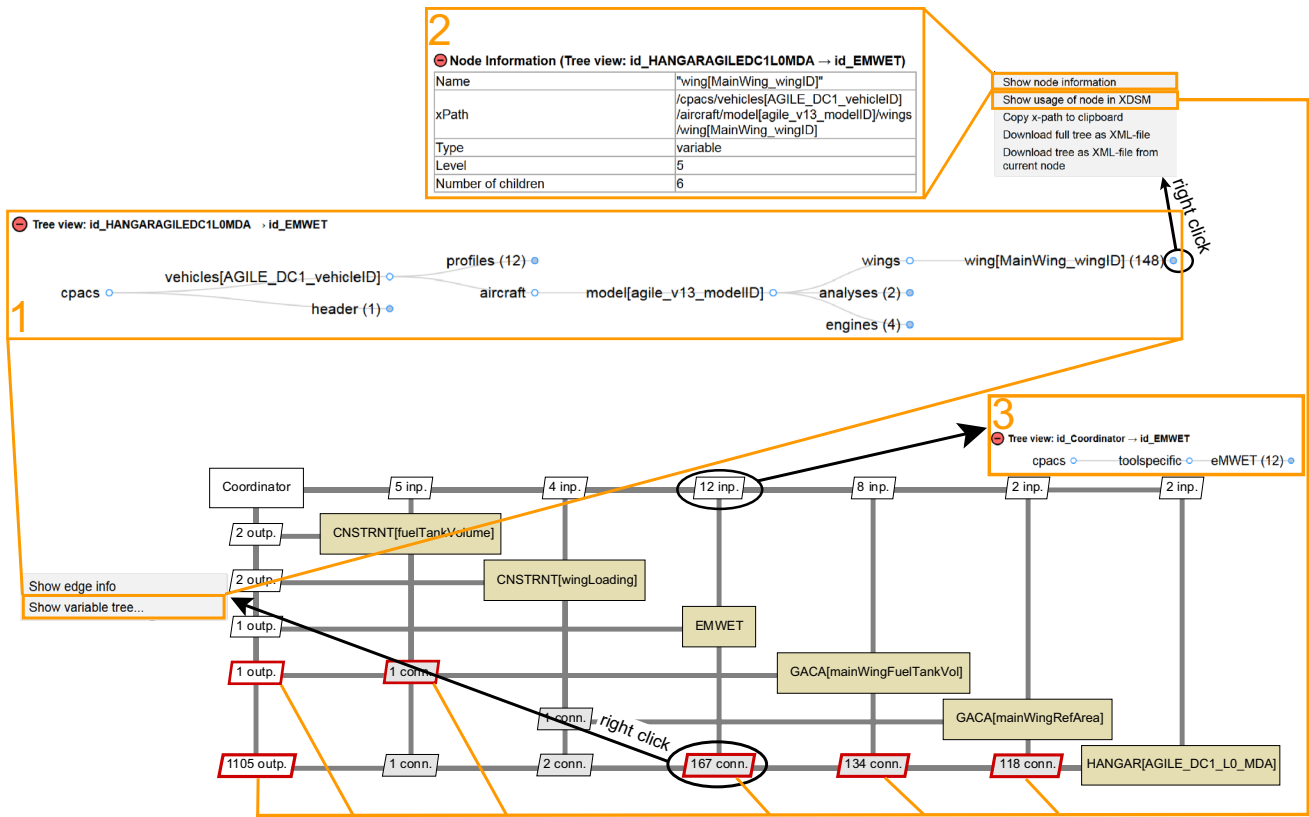 2
Node Information (Tree view: id_HANGARAGILEDC1L0MDA → id_EMWET)
Name "wing[MainWing_wingID]"
xPath /cpacs/vehicles[AGILE_DC1_vehicleID]
/aircraft/model[agile_v13_modelID]/wings
/wing[MainWing_wingID]
Type variable
Level 5
Number of children 6
Show node information
Show usage of node in XDSM
Copy x-path to clipboard
Download full tree as XML-file
Download tree as XML-file from
current node
right click
Tree view: id_HANGARAGILEDC1L0MDA → id_EMWET
1
cpacs
vehicles[AGILE_DC1_vehicleID]
header (1)
profiles (12)
aircraft
model[agile_v13_modelID]
wings
analyses (2)
engines (4)
wing[MainWing_wingID] (148)
3
Tree view: id_Coordinator → id_EMWET
cpacs toolspecific eMWET (12)
Coordinator 5 inp. 4 inp. 12 inp. 8 inp. 2 inp. 2 inp.
2 outp. CNSTRNT[fuelTankVolume]
Show edge info
Show variable tree...
2 outp. CNSTRNT[wingLoading]
1 outp. EMWET
1 outp. 1 conn. GACA[mainWingFuelTankVol]
1 conn. right click GACA[mainWingRefArea]
1105 outp. 1 conn. 2 conn. 167 conn. 134 conn. 118 conn. HANGAR[AGILE_DC1_L0_MDA]